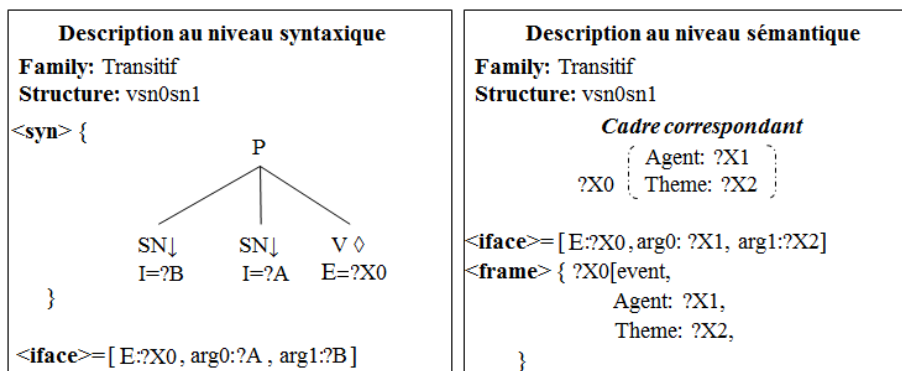 Description au niveau syntaxique
Family: Transitif
Structure: vsn0sn1
<syn> {
P
SN↓ SN↓ V ◊
I=?B I=?A E=?X0
}
<iface>=[ E:?X0, arg0:?A , arg1:?B ]
Description au niveau sémantique
Family: Transitif
Structure: vsn0sn1
Cadre correspondant
Agent: ?X1
?X0
Theme: ?X2
<iface>=[ E:?X0, arg0: ?X1, arg1:?X2]
<frame> { ?X0[event,
Agent: ?X1,
Theme: ?X2,
}